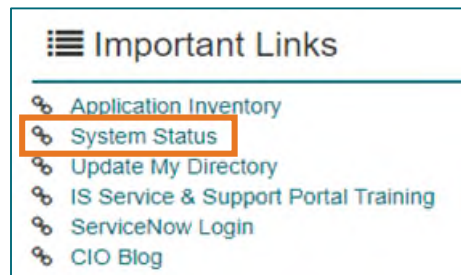 Important Links
Application Inventory
System Status
Update My Directory
IS Service & Support Portal Training
ServiceNow Login
CIO Blog